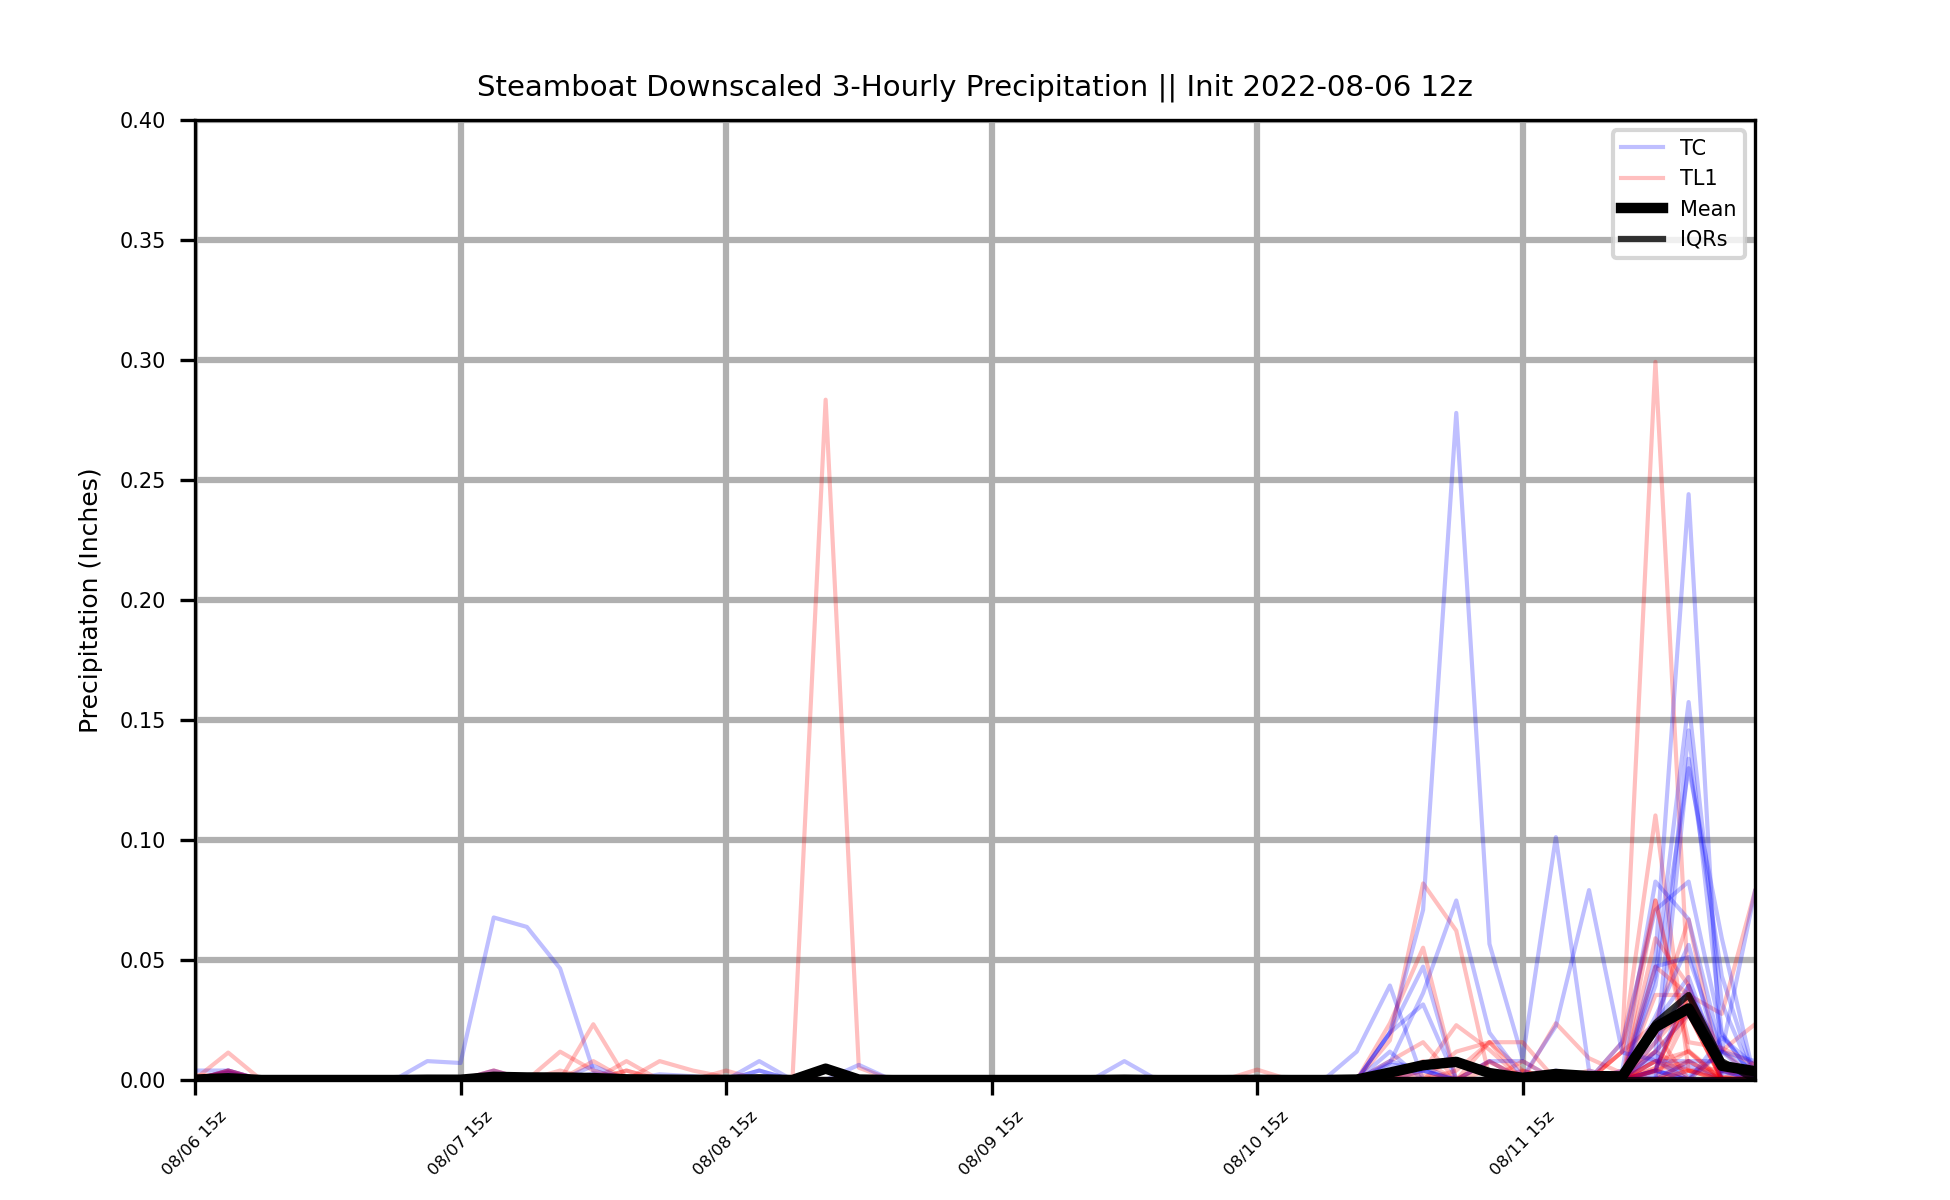 Steamboat Downscaled 3-Hourly Precipitation || Init 2022-08-06 12z
Precipitation (Inches)
0.40
0.35
0.30
0.25
0.20
0.15
0.10
0.05
0.00
TC
TL1
Mean
IQRs
08/06 15z
08/07 15z
08/08 15z
08/09 15z
08/10 15z
08/11 15z